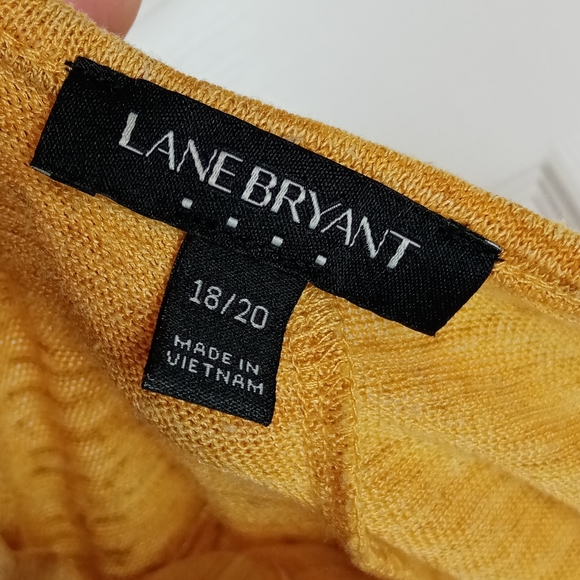 LANE BRYANT
18/20
MADE IN
VIETNAM